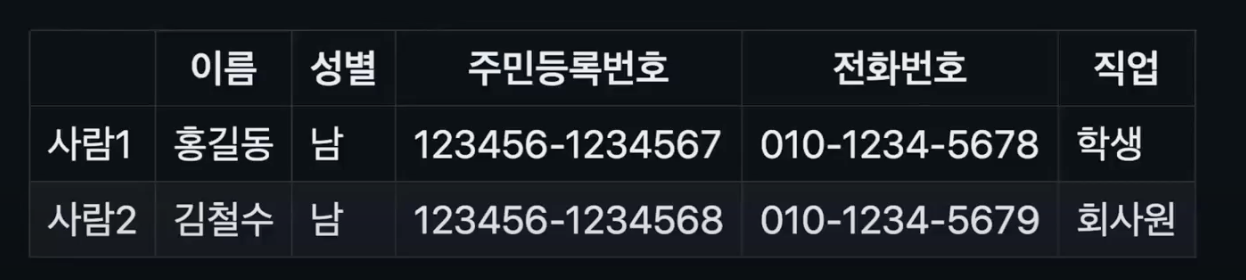 이름 성별 주민등록번호 전화번호 직업
사람1 홍길동 남 123456-1234567 010-1234-5678 학생
사람2 김철수 남 123456-1234568 010-1234-5679 회사원